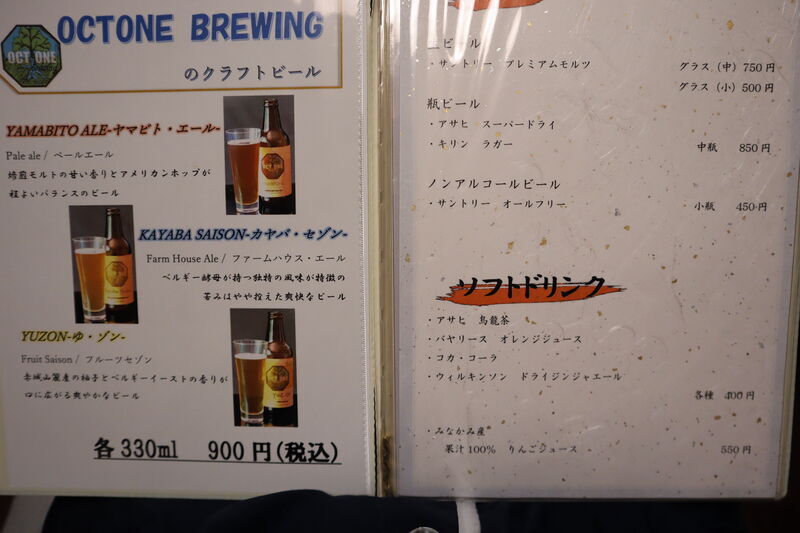 OCTONE BREWING
OCTONE
のクラフトビール
YAMABITO ALE-ヤマビト・エール-
Pale ale / ペールエール
焙煎モルトの甘い香りとアメリカンホップが
程よいバランスのビール
KAYABA SAISON-カヤバ・セゾン-
Farm House Ale / ファームハウス・エール
ベルギー酵母が持つ独特の風味が特徴の
苦みはやや控えた爽快なビール
YUZON-ゆ・ゾン-
Fruit Saison / フルーツセゾン
赤城山麓産の柚子とベルギーイーストの香りが
口に広がる爽やかなビール
各330ml 900円(税込)
ビール
・サントリー プレミアムモルツ グラス（中）750円
グラス（小）500円
瓶ビール
・アサヒ スーパードライ
・キリン ラガー 中瓶 850円
ノンアルコールビール
・サントリー オールフリー 小瓶 450円
ソフトドリンク
・アサヒ 烏龍茶
・バヤリース オレンジジュース
・コカ・コーラ
・ウィルキンソン ドライジンジャエール
各種 400円
・みなかみ産
果汁100% りんごジュース 550円